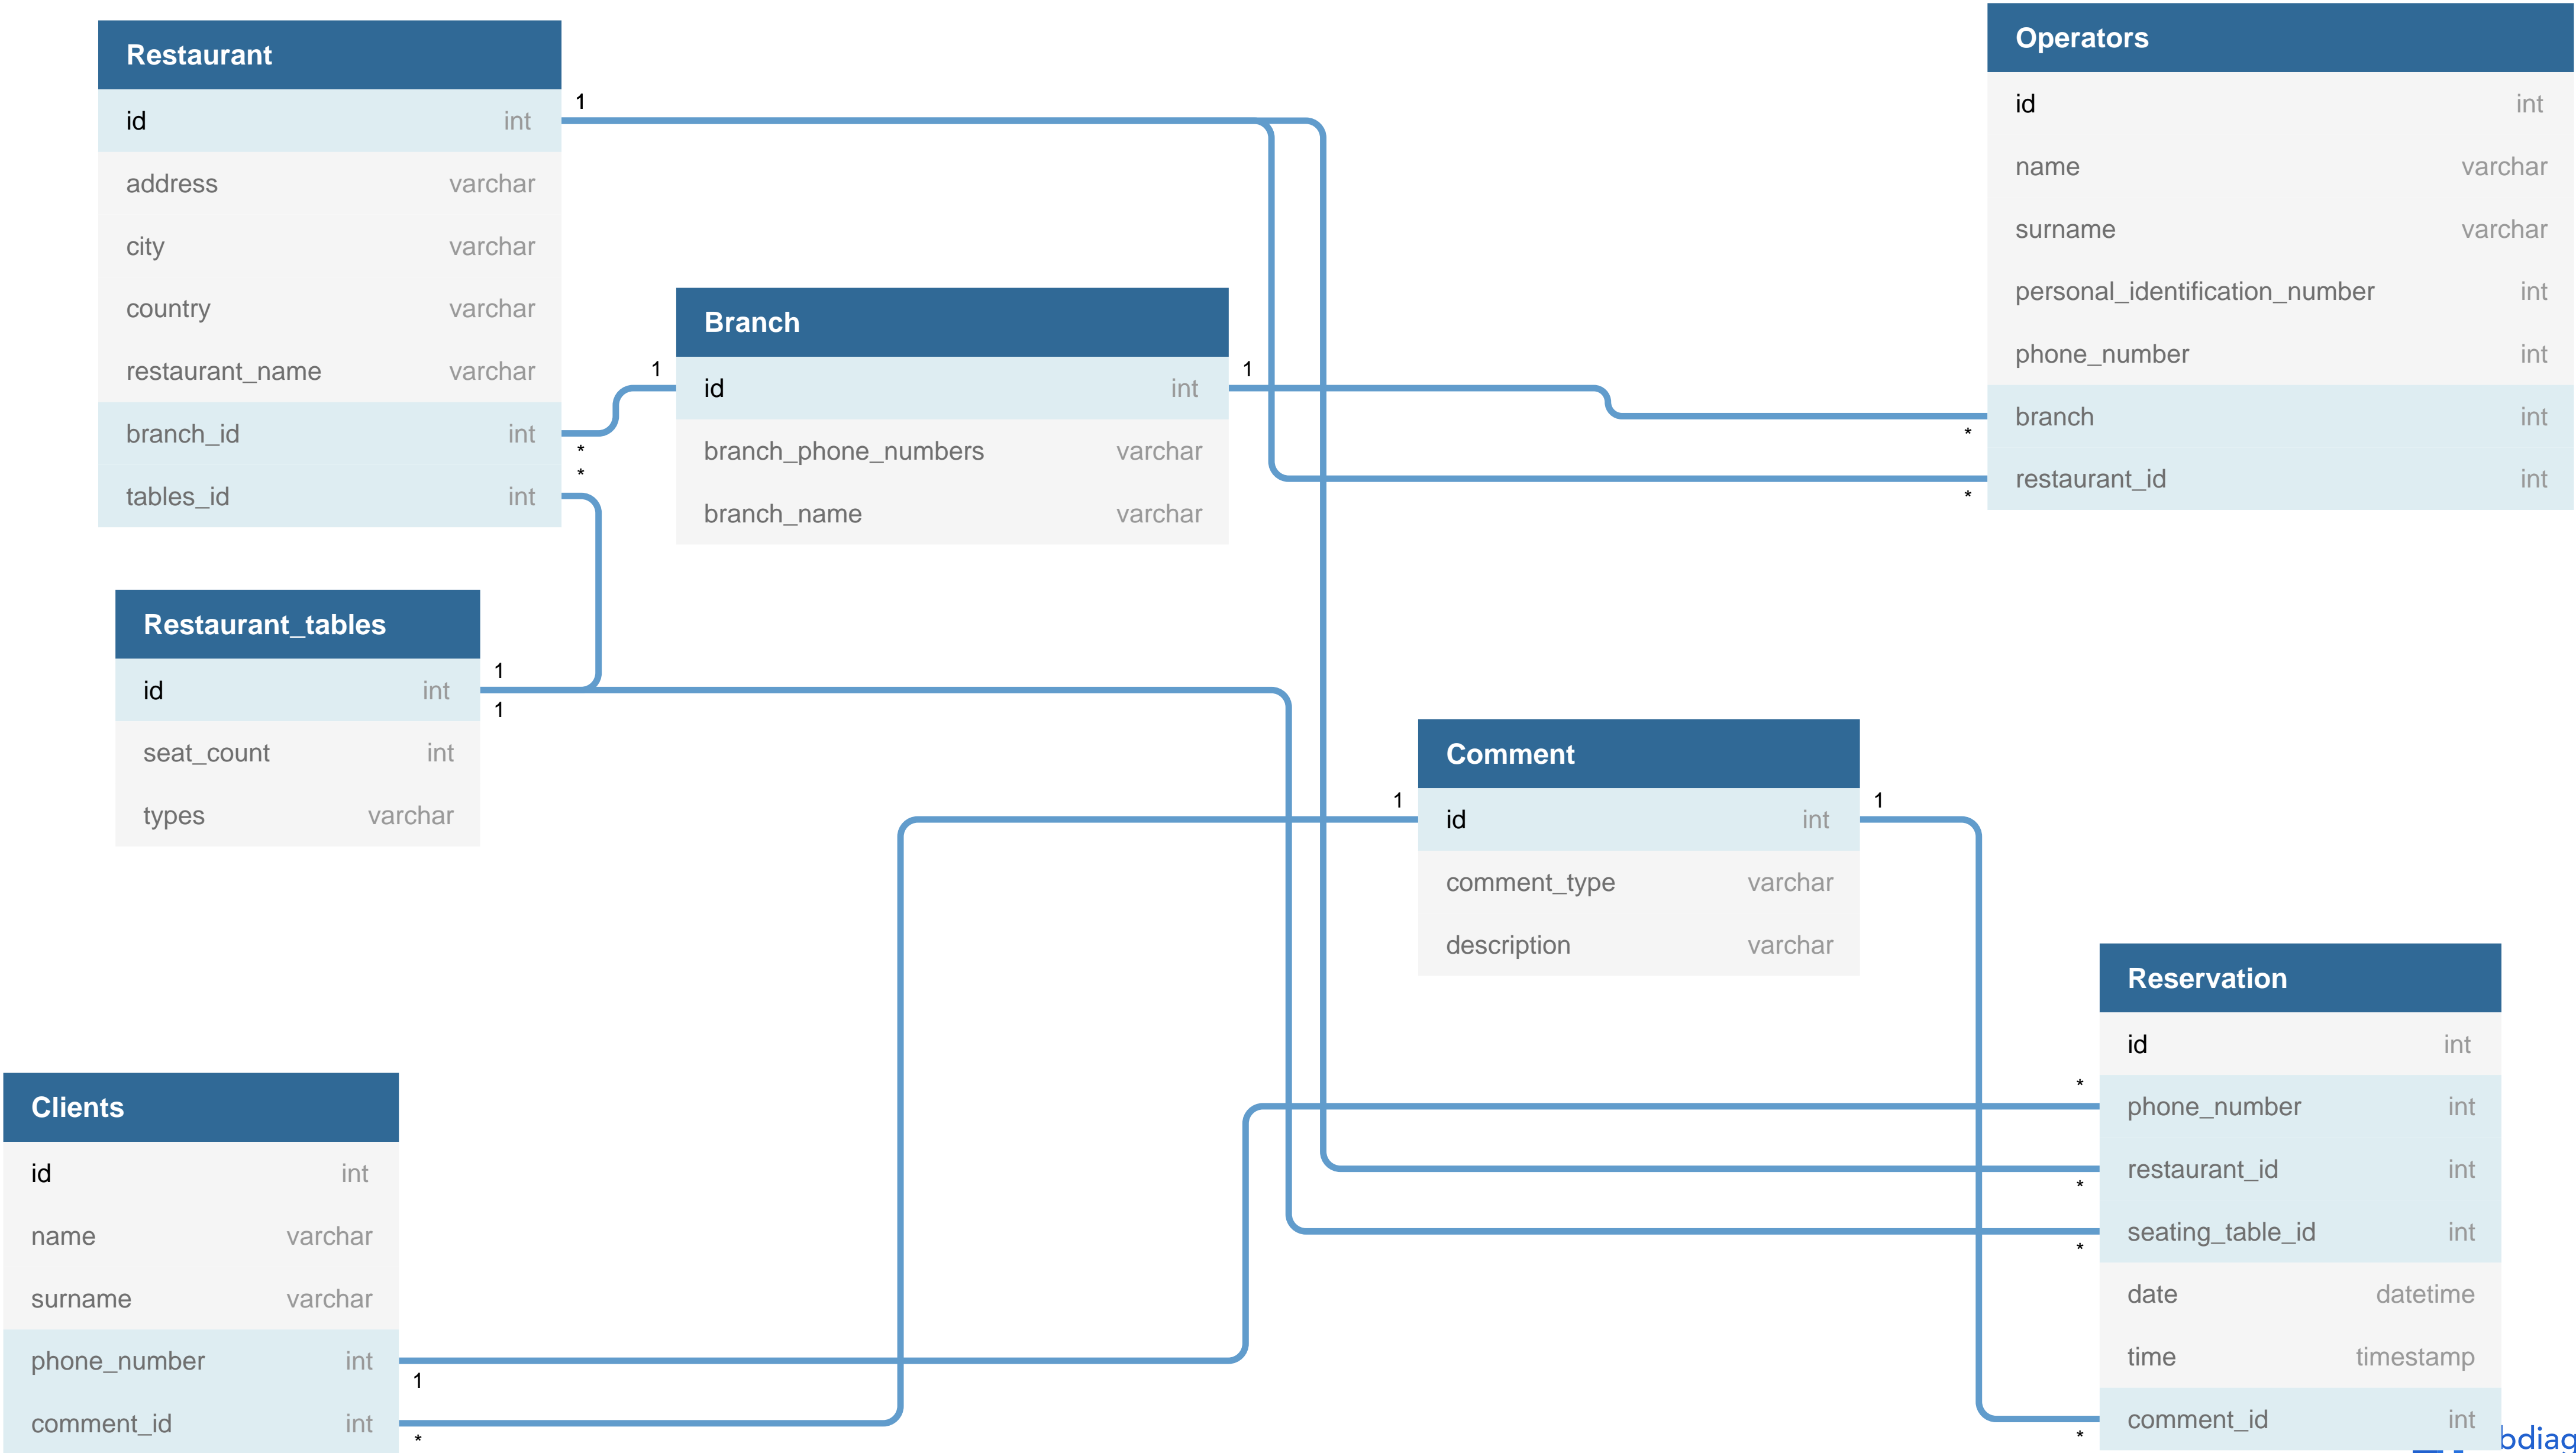 Restaurant
id int
address varchar
city varchar
country varchar
restaurant_name varchar
branch_id int
tables_id int
1
*
*
Operators
id int
name varchar
surname varchar
personal_identification_number int
phone_number int
branch int
restaurant_id int
*
*
Branch
1 id int 1
branch_phone_numbers varchar
branch_name varchar
Restaurant_tables
1
id int
1
seat_count int
types varchar
Comment
1 id int 1
comment_type varchar
description varchar
Reservation
id int
*
phone_number int
restaurant_id int
*
seating_table_id int
*
date datetime
time timestamp
comment_id int
*
Clients
id int
name varchar
surname varchar
phone_number int
1
comment_id int
*